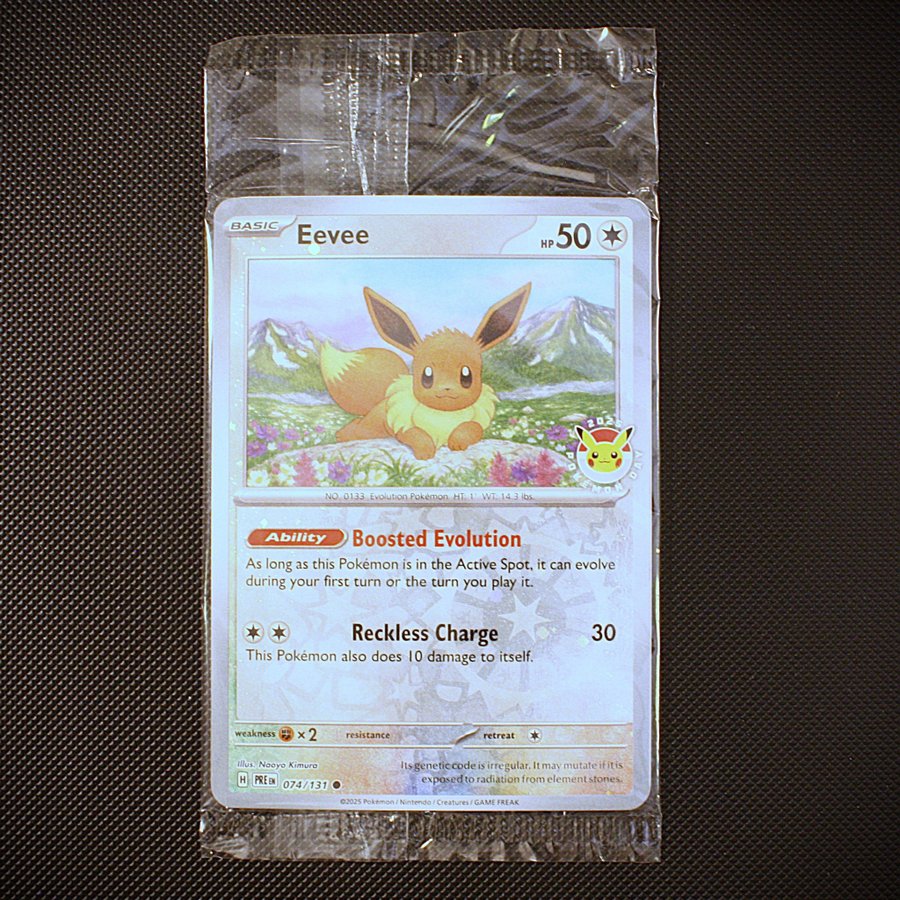 BASIC Eevee HP 50
POKÉMON DAY
NO. 0133 Evolution Pokémon HT: 1' WT: 14.3 lbs.
Ability Boosted Evolution
As long as this Pokémon is in the Active Spot, it can evolve
during your first turn or the turn you play it.
Reckless Charge 30
This Pokémon also does 10 damage to itself.
weakness × 2 resistance retreat
Illus. Naoyo Kimura
Its genetic code is irregular. It may mutate if it is
exposed to radiation from element stones.
H PRE EN 074/131
©2025 Pokémon / Nintendo / Creatures / GAME FREAK